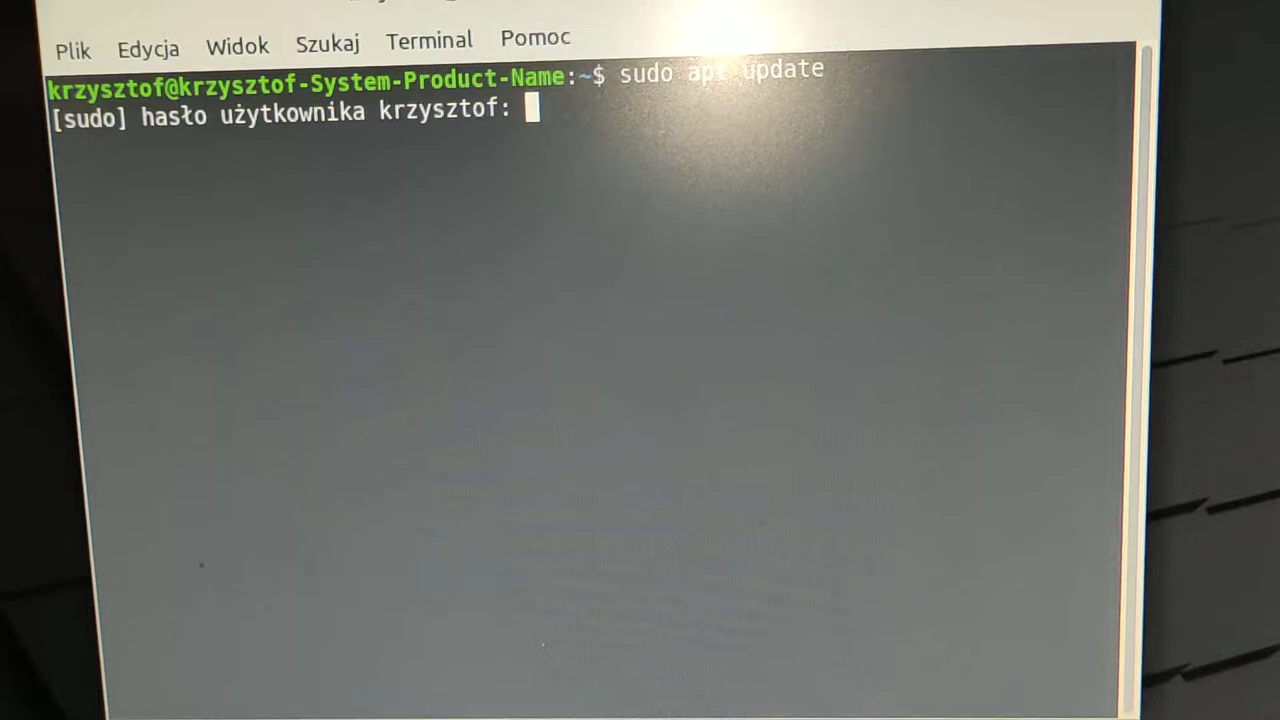 Plik Edycja Widok Szukaj Terminal Pomoc
krzysztof@krzysztof-System-Product-Name:~$ sudo apt update
[sudo] hasło użytkownika krzysztof: